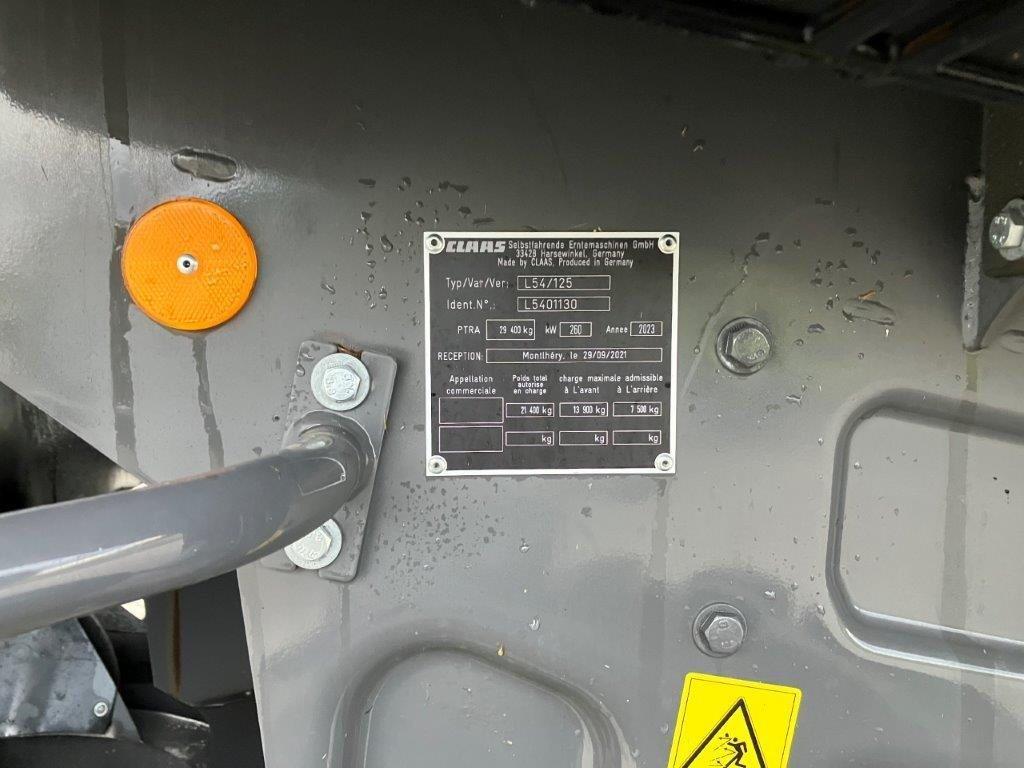 CLAAS Selbstfahrende Erntemaschinen GmbH
33428 Harsewinkel, Germany
Made by CLAAS, Produced in Germany
Typ/Var/Ver: L54/125
Ident.N°.: L5401130
PTRA 29 400 kg kW 260 Annee 2023
RECEPTION: Montlhéry, le 29/09/2021
Appellation commerciale
Poids total autorise en charge
charge maximale admissible
à L'avant à L'arrière
21 400 kg 13 900 kg 7 500 kg
kg kg kg